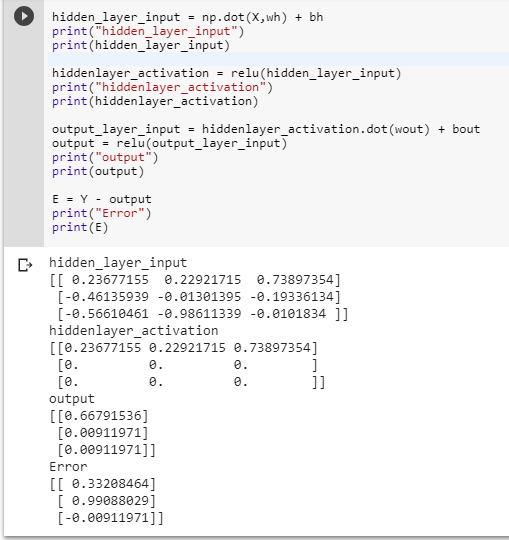 hidden_layer_input = np.dot(X,wh) + bh
print("hidden_layer_input")
print(hidden_layer_input)
hiddenlayer_activation = relu(hidden_layer_input)
print("hiddenlayer_activation")
print(hiddenlayer_activation)
output_layer_input = hiddenlayer_activation.dot(wout) + bout
output = relu(output_layer_input)
print("output")
print(output)
E = Y - output
print("Error")
print(E)
hidden_layer_input
[[ 0.23677155  0.22921715  0.73897354]
 [-0.46135939 -0.01301395 -0.19336134]
 [-0.56610461 -0.98611339 -0.0101834 ]]
hiddenlayer_activation
[[0.23677155 0.22921715 0.73897354]
 [0.         0.         0.        ]
 [0.         0.         0.        ]]
output
[[0.66791536]
 [0.00911971]
 [0.00911971]]
Error
[[ 0.33208464]
 [ 0.99088029]
 [-0.00911971]]